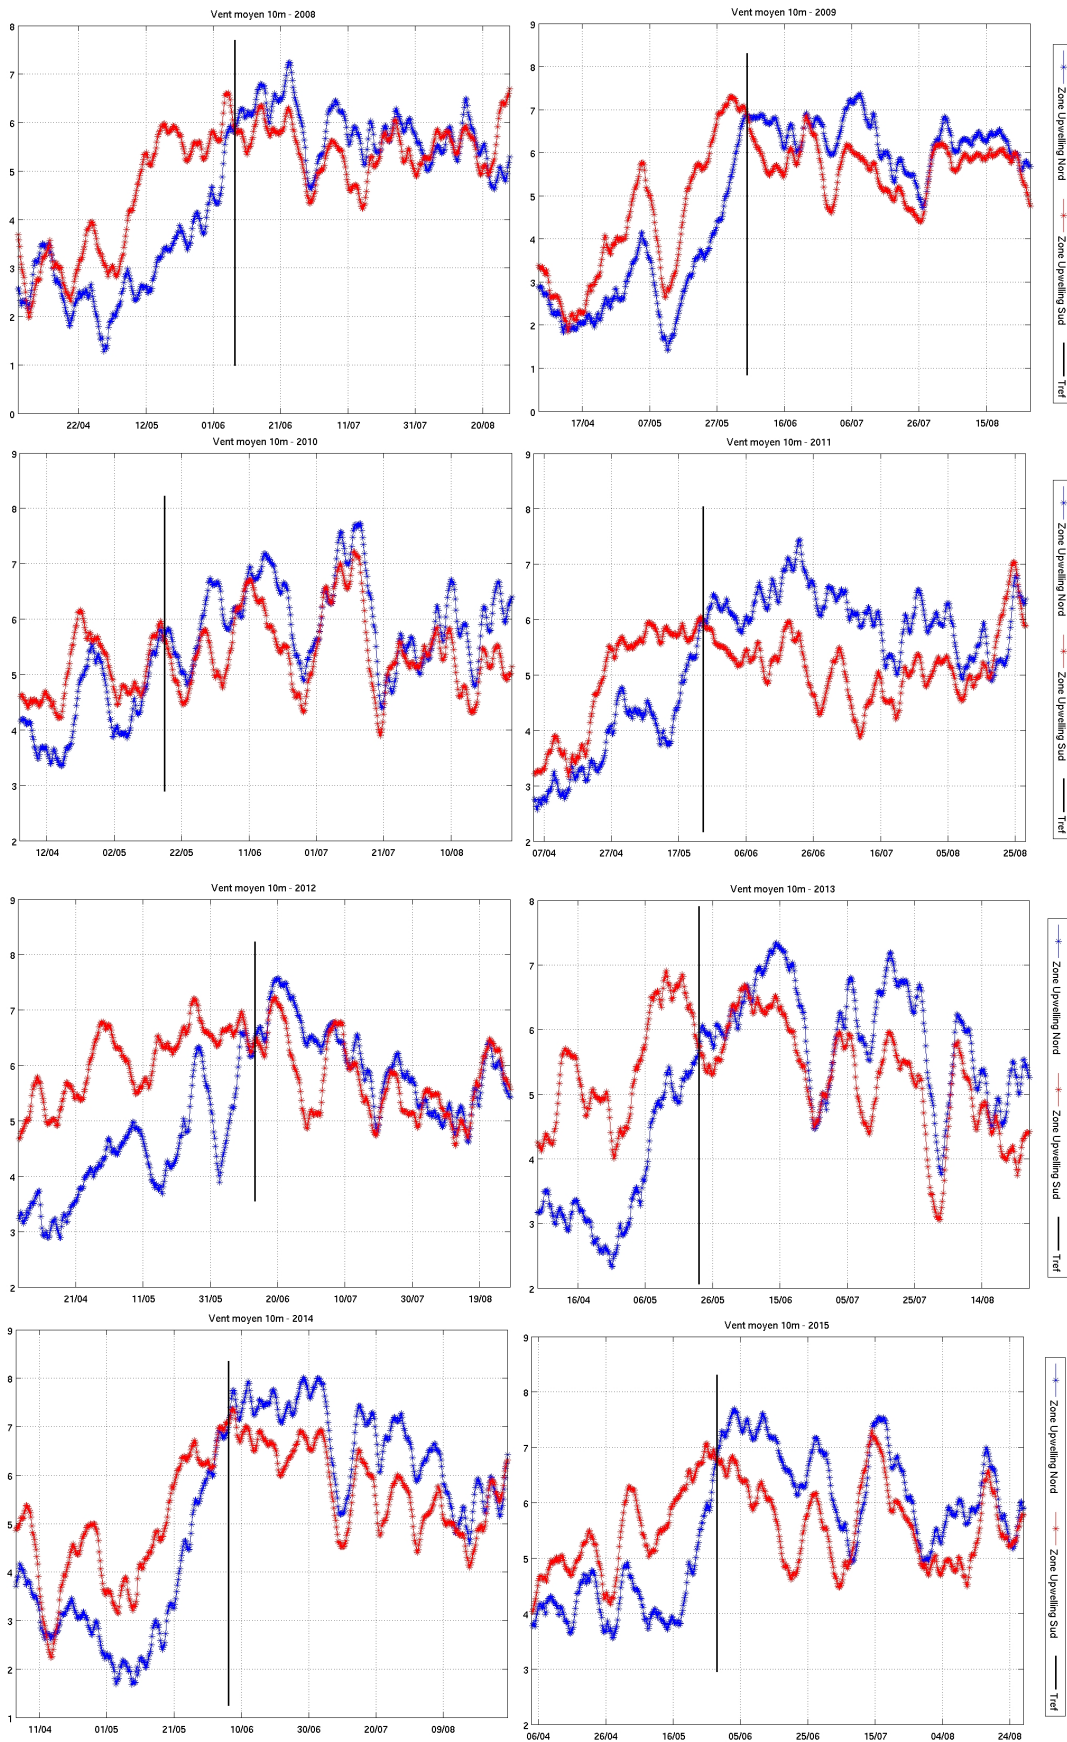 Vent moyen 10m - 2008
8
7
6
5
4
3
2
1
0
22/04 12/05 01/06 21/06 11/07 31/07 20/08
Vent moyen 10m - 2009
9
8
7
6
5
4
3
2
1
0
17/04 07/05 27/05 16/06 06/07 26/07 15/08
Zone Upwelling Nord
Zone Upwelling Sud
Tref
Vent moyen 10m - 2010
9
8
7
6
5
4
3
2
12/04 02/05 22/05 11/06 01/07 21/07 10/08
Vent moyen 10m - 2011
9
8
7
6
5
4
3
2
07/04 27/04 17/05 06/06 26/06 16/07 05/08 25/08
Zone Upwelling Nord
Zone Upwelling Sud
Tref
Vent moyen 10m - 2012
9
8
7
6
5
4
3
2
21/04 11/05 31/05 20/06 10/07 30/07 19/08
Vent moyen 10m - 2013
8
7
6
5
4
3
2
16/04 06/05 26/05 15/06 05/07 25/07 14/08
Zone Upwelling Nord
Zone Upwelling Sud
Tref
Vent moyen 10m - 2014
9
8
7
6
5
4
3
2
1
11/04 01/05 21/05 10/06 30/06 20/07 09/08
Vent moyen 10m - 2015
9
8
7
6
5
4
3
2
06/04 26/04 16/05 05/06 25/06 15/07 04/08 24/08
Zone Upwelling Nord
Zone Upwelling Sud
Tref